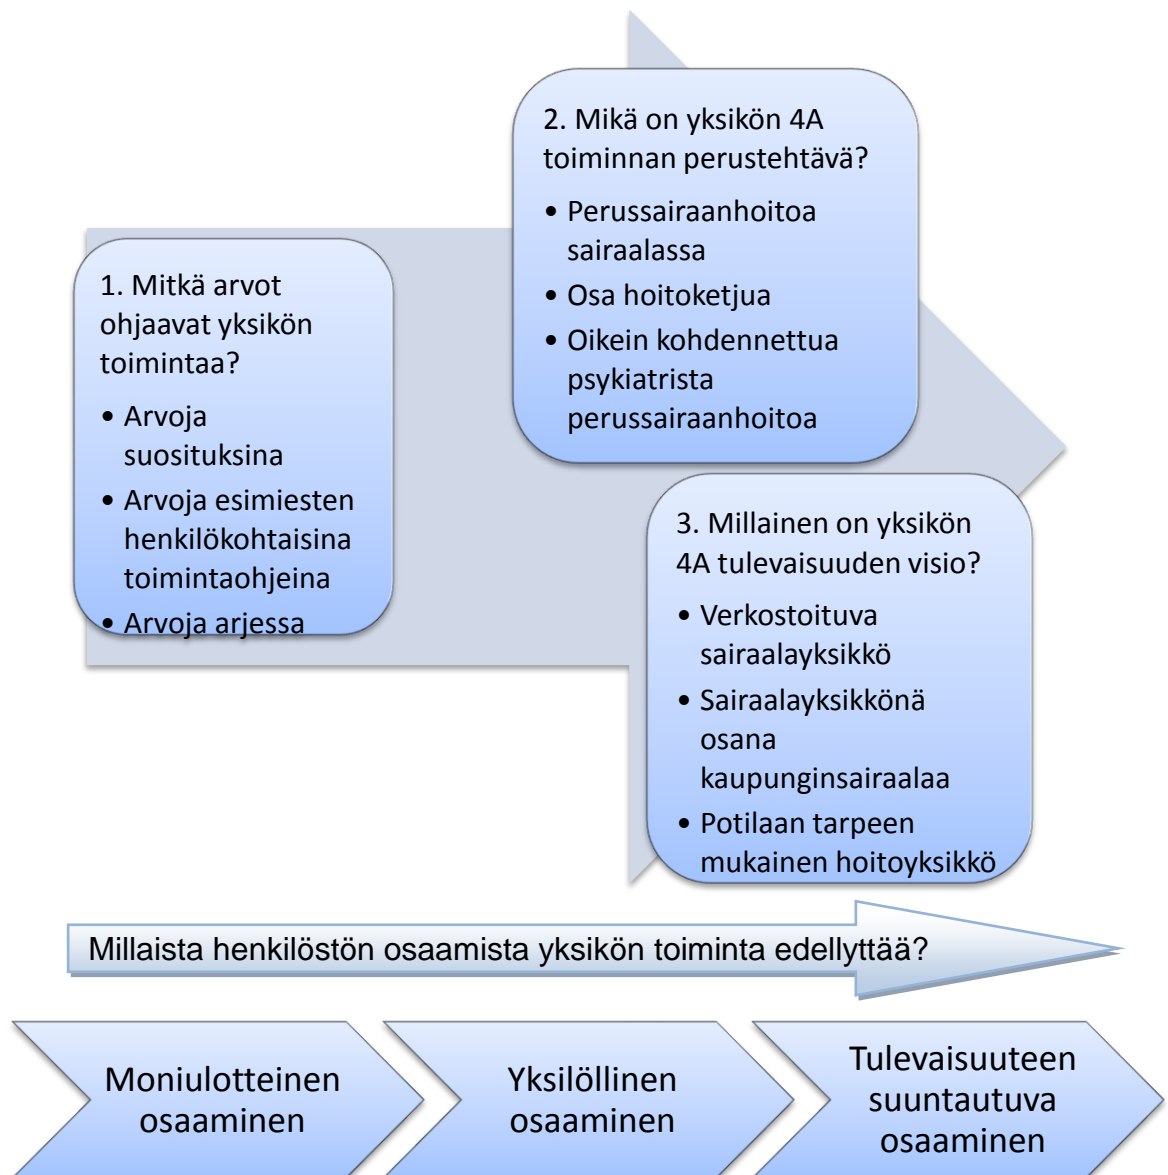 1. Mitkä arvot
ohjaavat yksikön
toimintaa?
• Arvoja
suosituksina
• Arvoja esimiesten
henkilökohtaisina
toimintaohjeina
• Arvoja arjessa
2. Mikä on yksikön 4A
toiminnan perustehtävä?
• Perussairaanhoitoa
sairaalassa
• Osa hoitoketjua
• Oikein kohdennettua
psykiatrista
perussairaanhoitoa
3. Millainen on yksikön
4A tulevaisuuden visio?
• Verkostoituva
sairaalayksikkö
• Sairaalayksikkönä
osana
kaupunginsairaalaa
• Potilaan tarpeen
mukainen hoitoyksikkö
Millaista henkilöstön osaamista yksikön toiminta edellyttää?
Moniulotteinen
osaaminen
Yksilöllinen
osaaminen
Tulevaisuuteen
suuntautuva
osaaminen